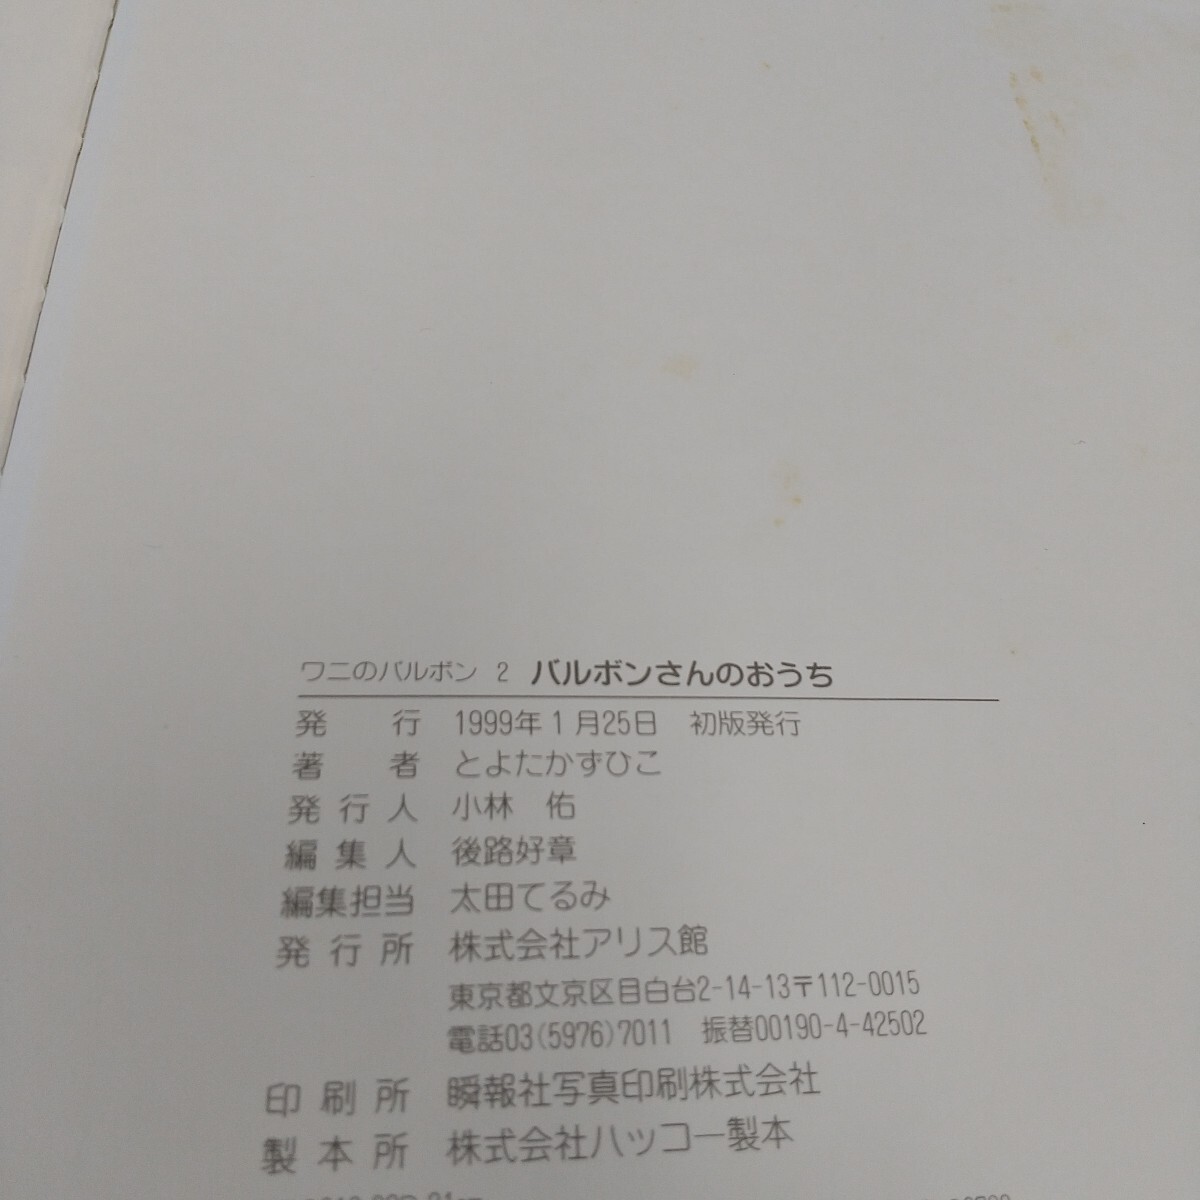 ワニのバルボン 2 バルボンさんのおうち
発行 1999年1月25日 初版発行
著者 とよたかずひこ
発行人 小林 佑
編集人 後路好章
編集担当 太田てるみ
発行所 株式会社アリス館
東京都文京区目白台2-14-13〒112-0015
電話03(5976)7011 振替00190-4-42502
印刷所 瞬報社写真印刷株式会社
製本所 株式会社ハッコー製本